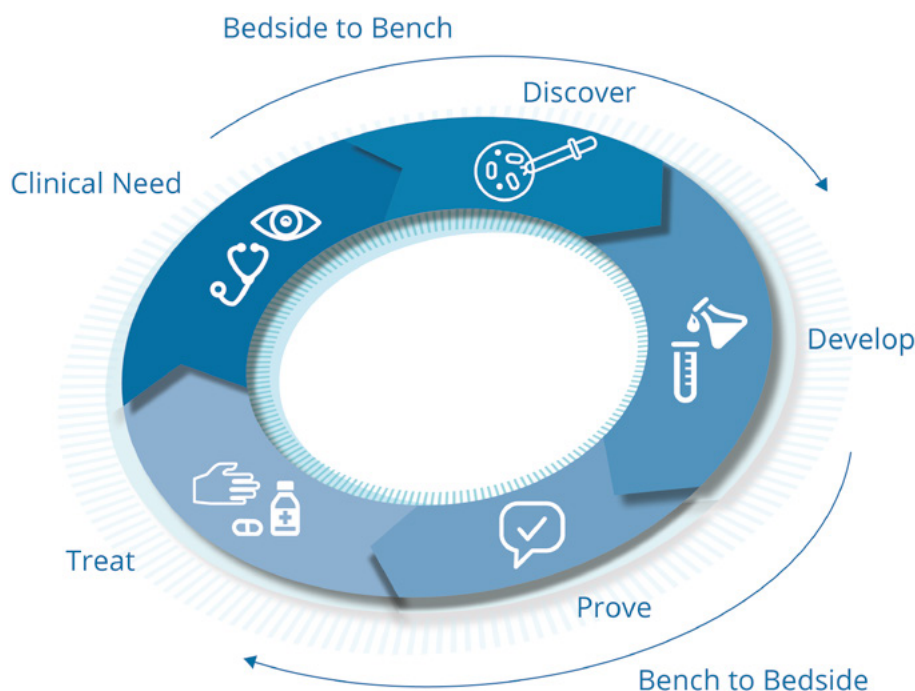 Bedside to Bench
Discover
Clinical Need
Develop
Treat
Prove
Bench to Bedside